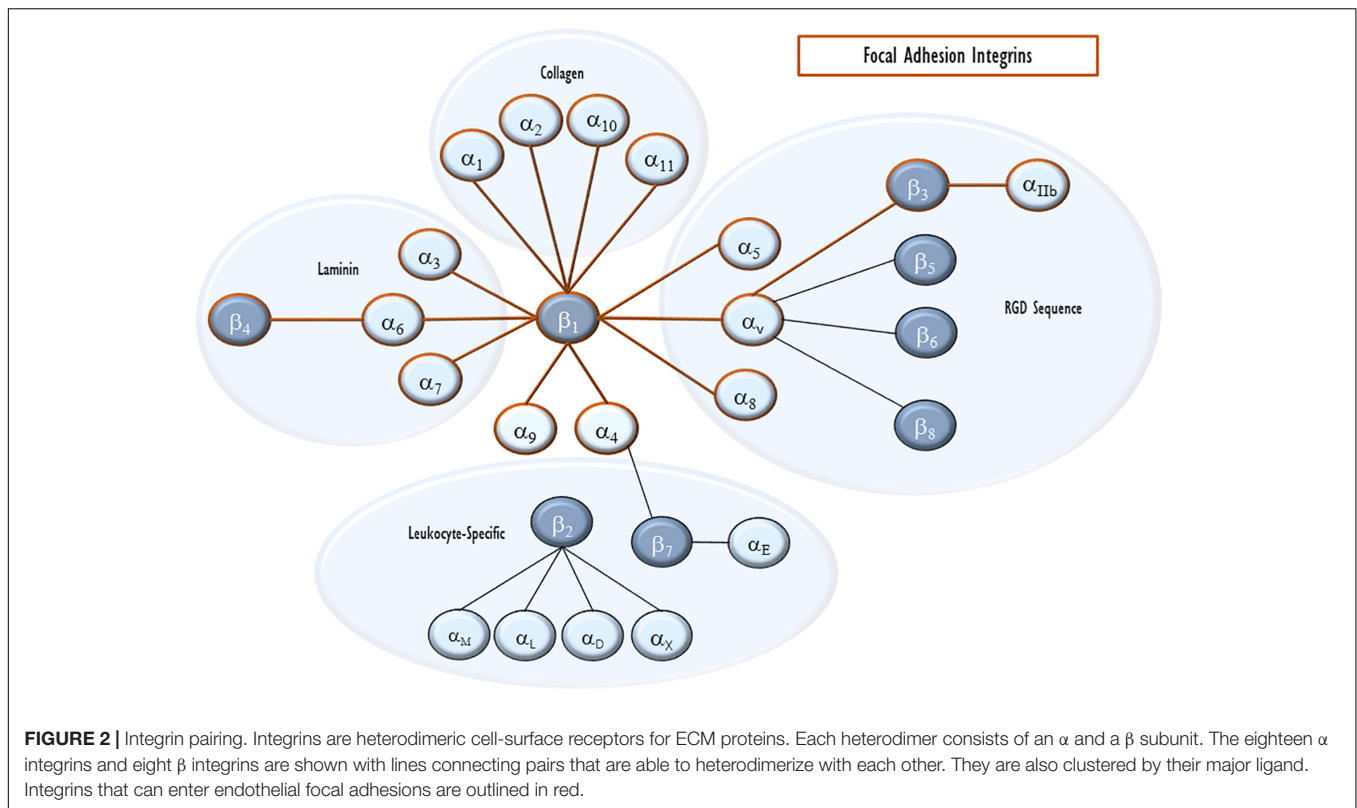 Focal Adhesion Integrins
Collagen
α2
α10
α1
α11
β3
αIIb
α5
α3
β5
Laminin
RGD Sequence
β4
α6
β1
αv
β6
α7
α8
α9
α4
β8
Leukocyte-Specific
β2
β7
αE
αM
αL
αD
αX
FIGURE 2 | Integrin pairing. Integrins are heterodimeric cell-surface receptors for ECM proteins. Each heterodimer consists of an α and a β subunit. The eighteen α
integrins and eight β integrins are shown with lines connecting pairs that are able to heterodimerize with each other. They are also clustered by their major ligand.
Integrins that can enter endothelial focal adhesions are outlined in red.